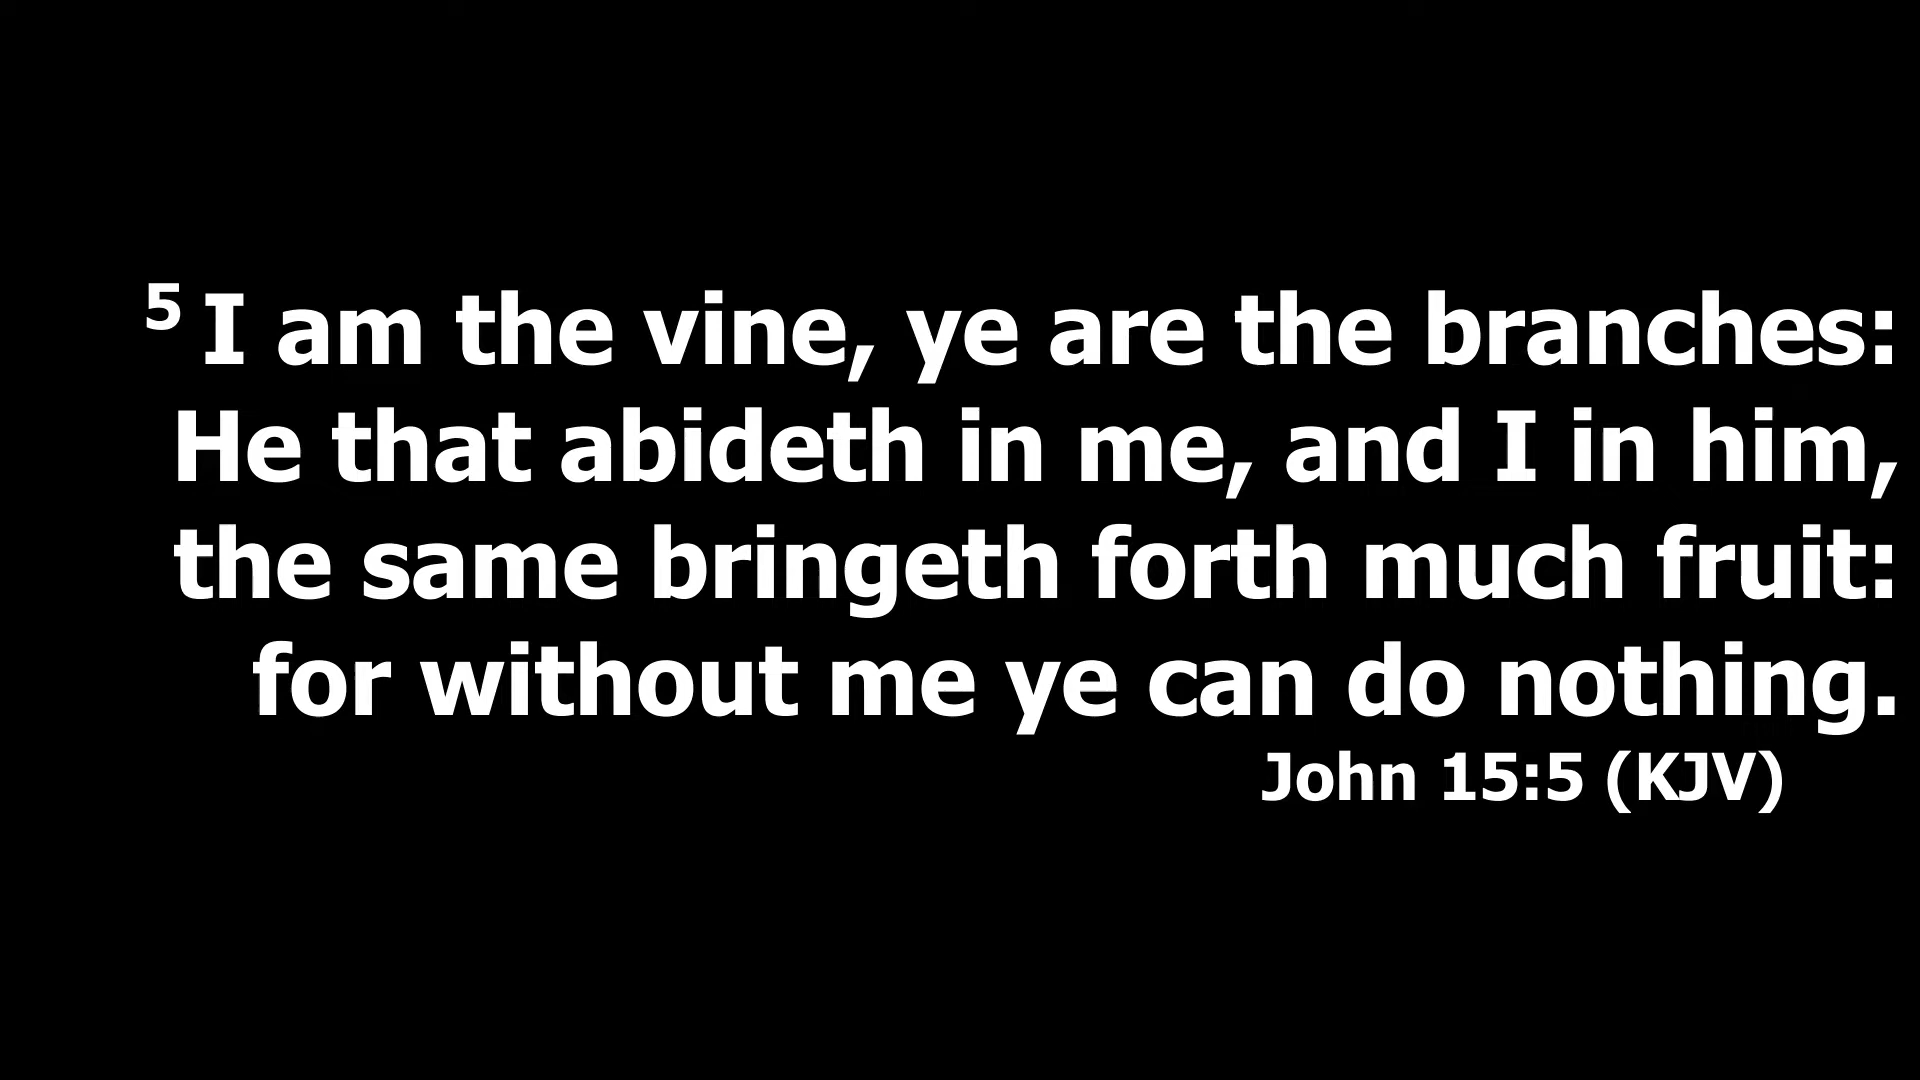 5 I am the vine, ye are the branches:
He that abideth in me, and I in him,
the same bringeth forth much fruit:
for without me ye can do nothing.
John 15:5 (KJV)